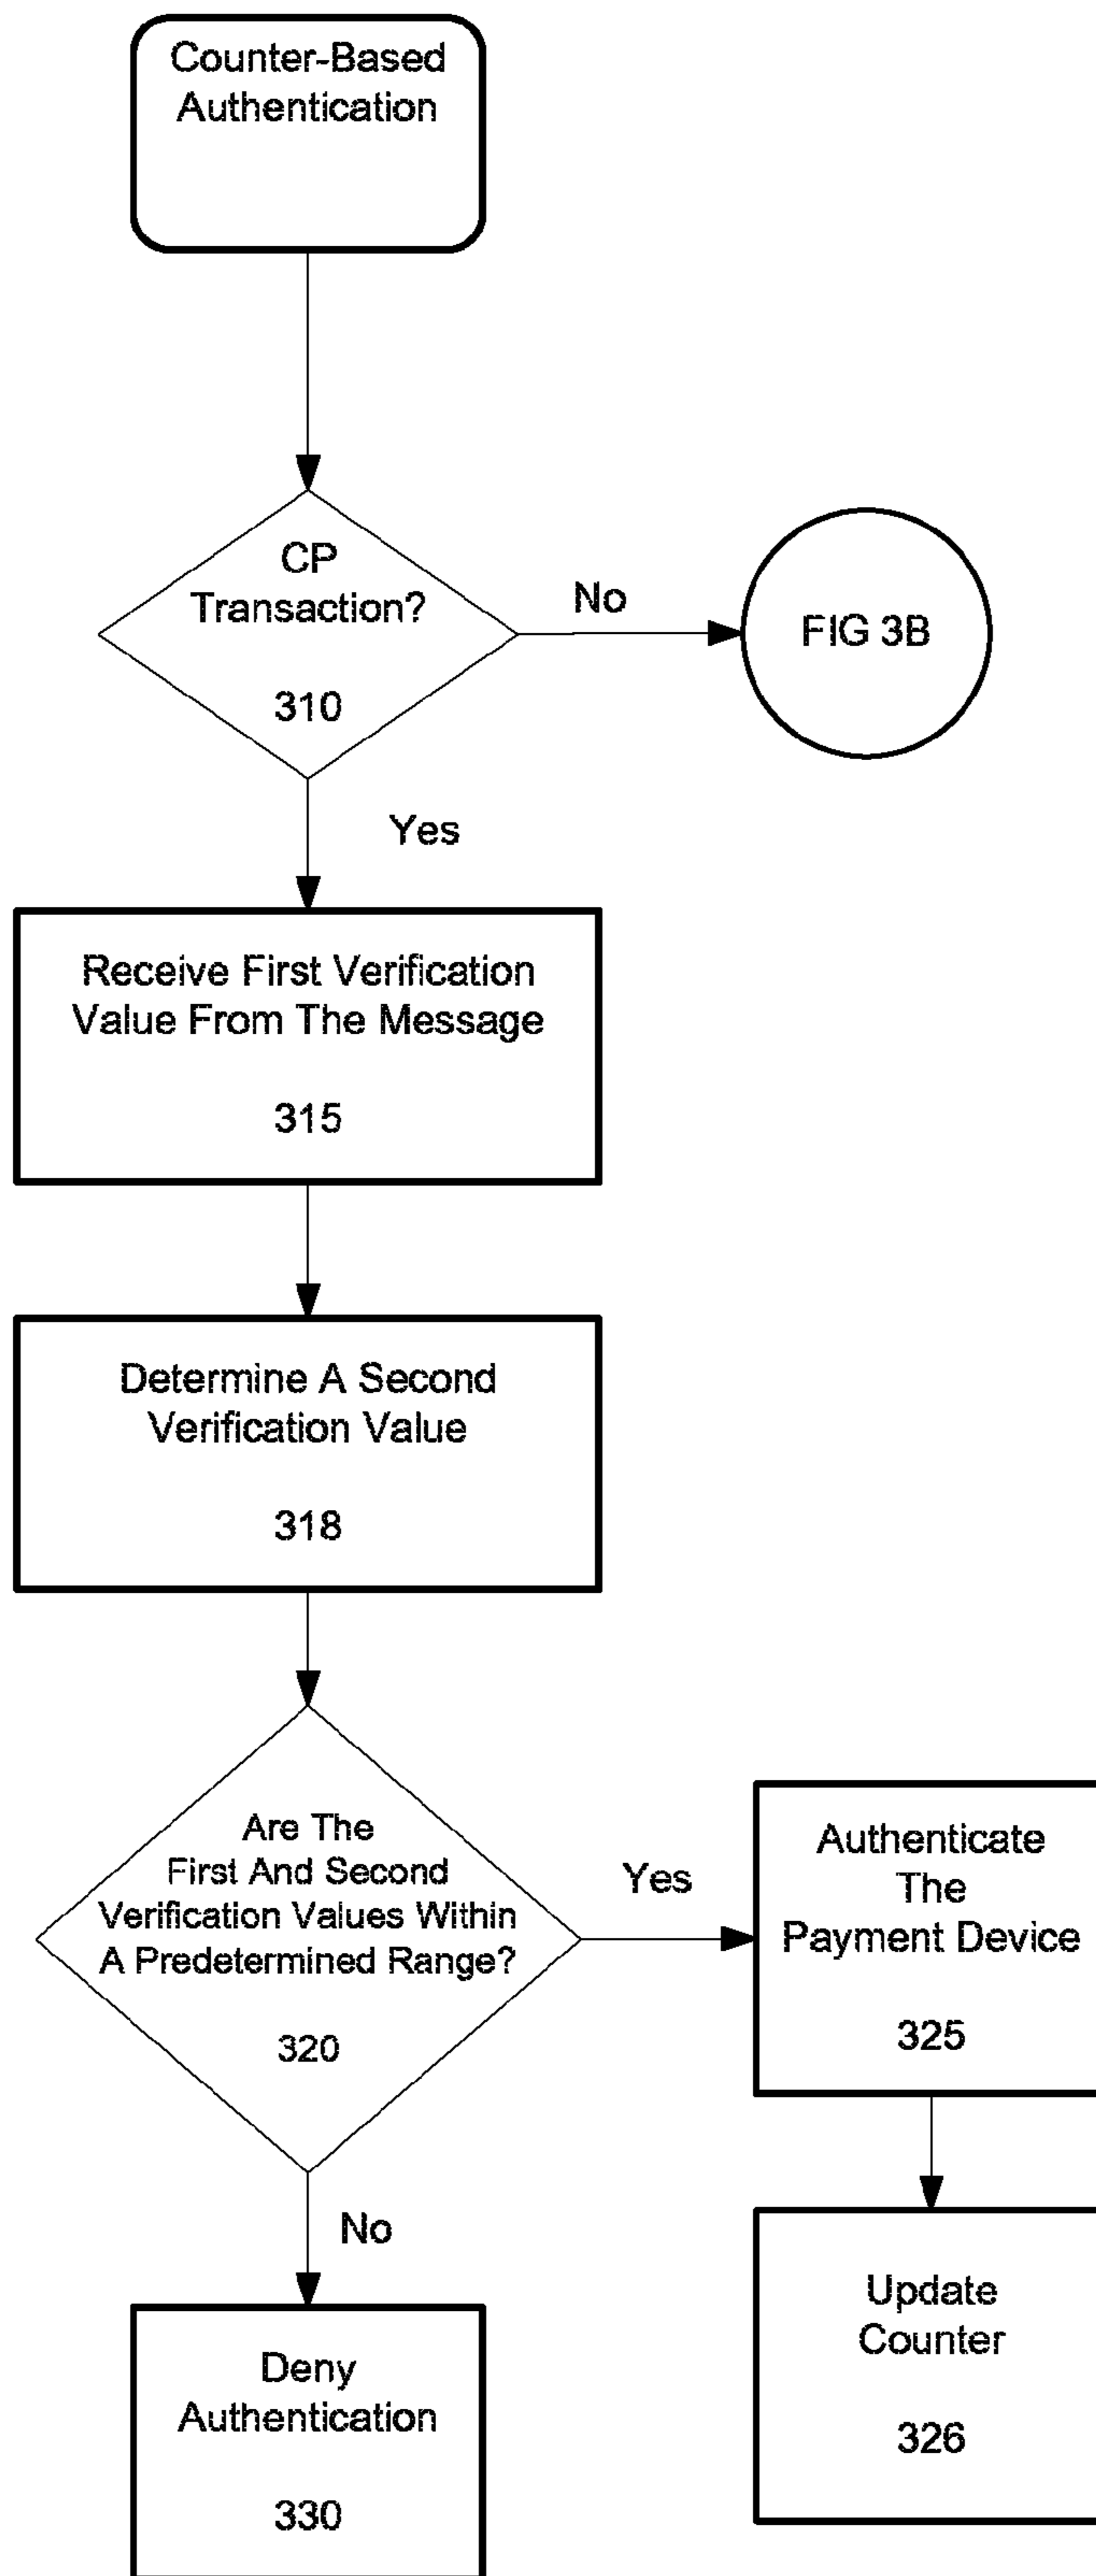 Counter-Based
Authentication
CP
Transaction?
310
No
FIG 3B
Yes
Receive First Verification
Value From The Message
315
Determine A Second
Verification Value
318
Are The
First And Second
Verification Values Within
A Predetermined Range?
320
Yes
Authenticate
The
Payment Device
325
No
Update
Counter
326
Deny
Authentication
330